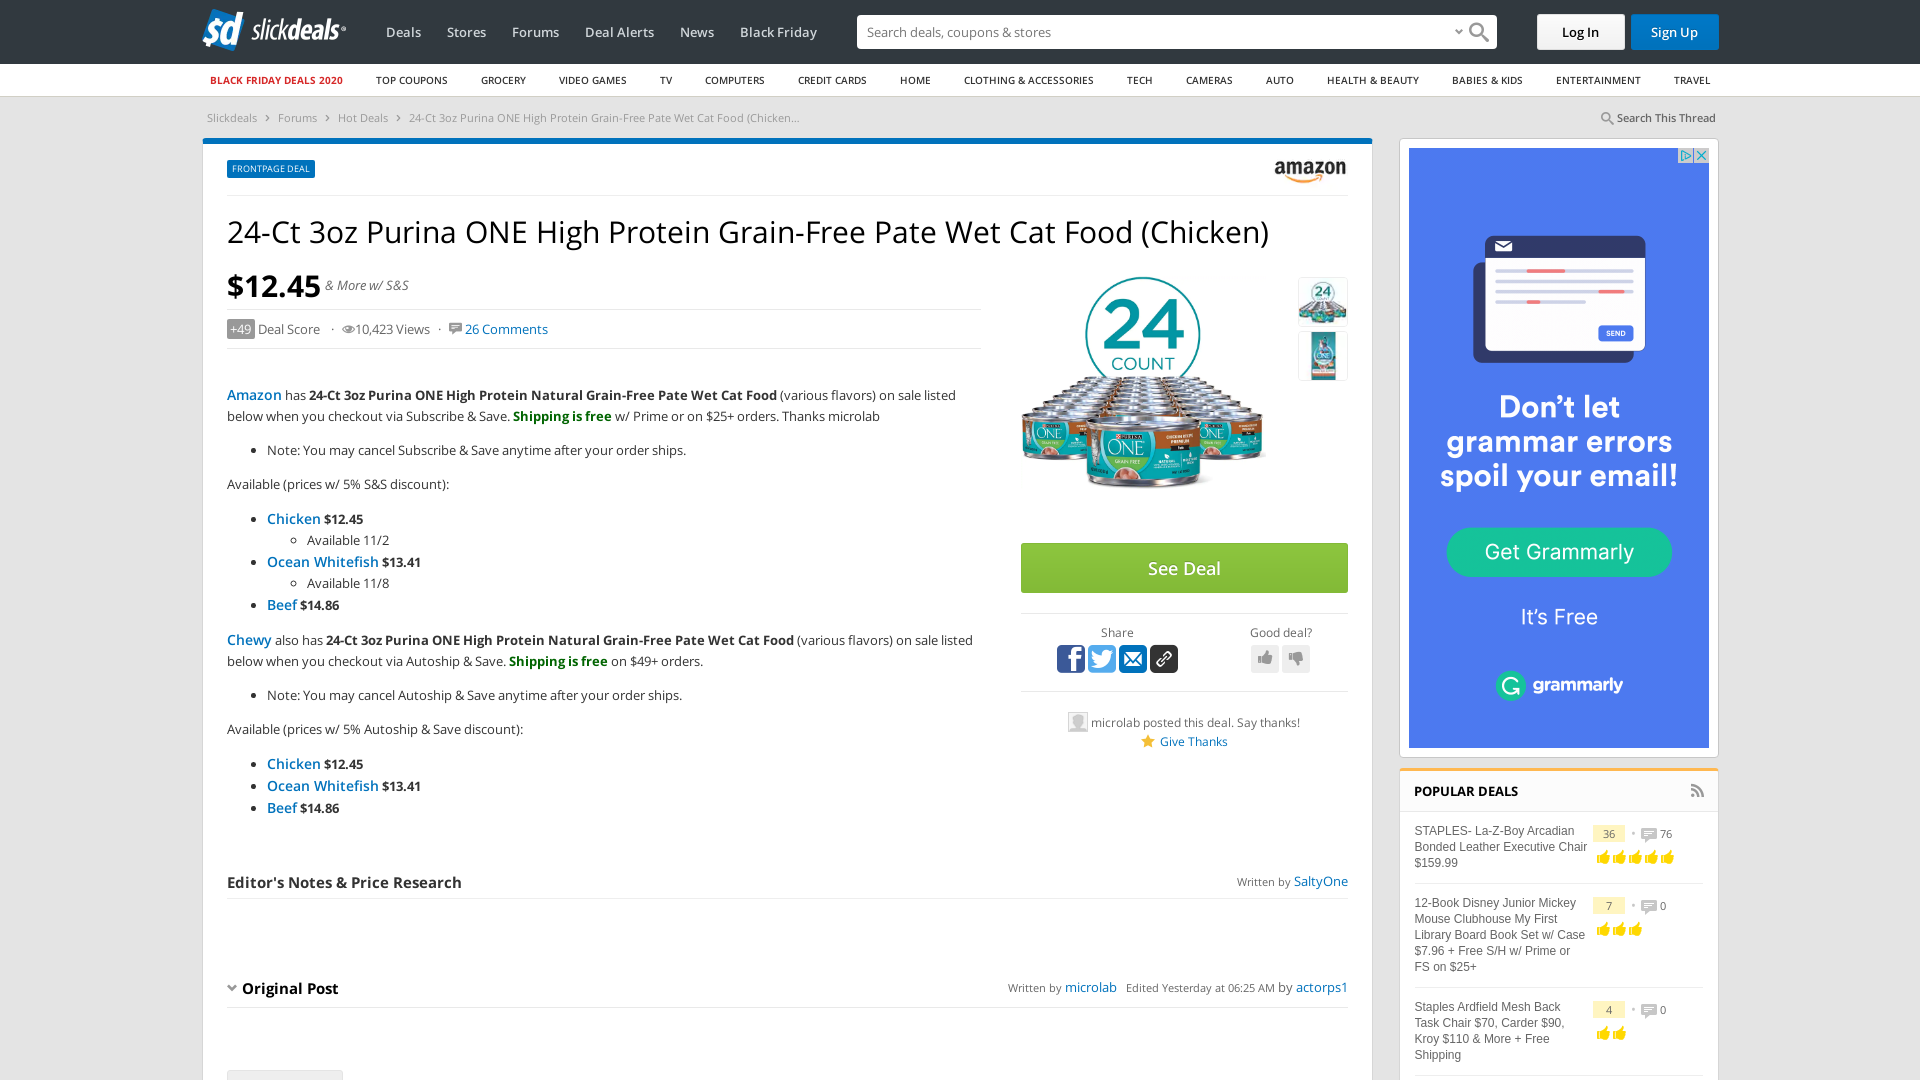 sd slickdeals
Deals Stores Forums Deal Alerts News Black Friday
Search deals, coupons & stores
Log In Sign Up
BLACK FRIDAY DEALS 2020 TOP COUPONS GROCERY VIDEO GAMES TV COMPUTERS CREDIT CARDS HOME CLOTHING & ACCESSORIES TECH CAMERAS AUTO HEALTH & BEAUTY BABIES & KIDS ENTERTAINMENT TRAVEL
Slickdeals › Forums › Hot Deals › 24-Ct 3oz Purina ONE High Protein Grain-Free Pate Wet Cat Food (Chicken...
Search This Thread
FRONTPAGE DEAL
amazon
24-Ct 3oz Purina ONE High Protein Grain-Free Pate Wet Cat Food (Chicken)
$12.45 & More w/ S&S
+49 Deal Score · 10,423 Views · 26 Comments
Amazon has 24-Ct 3oz Purina ONE High Protein Natural Grain-Free Pate Wet Cat Food (various flavors) on sale listed
below when you checkout via Subscribe & Save. Shipping is free w/ Prime or on $25+ orders. Thanks microlab
Note: You may cancel Subscribe & Save anytime after your order ships.
Available (prices w/ 5% S&S discount):
Chicken $12.45
Available 11/2
Ocean Whitefish $13.41
Available 11/8
Beef $14.86
Chewy also has 24-Ct 3oz Purina ONE High Protein Natural Grain-Free Pate Wet Cat Food (various flavors) on sale listed
below when you checkout via Autoship & Save. Shipping is free on $49+ orders.
Note: You may cancel Autoship & Save anytime after your order ships.
Available (prices w/ 5% Autoship & Save discount):
Chicken $12.45
Ocean Whitefish $13.41
Beef $14.86
24
COUNT
ONE ONE ONE
24
See Deal
Share Good deal?
microlab posted this deal. Say thanks!
Give Thanks
Editor's Notes & Price Research
Written by SaltyOne
Original Post
Written by microlab Edited Yesterday at 06:25 AM by actorps1
SEND
Don't let
grammar errors
spoil your email!
Get Grammarly
It's Free
grammarly
POPULAR DEALS
STAPLES- La-Z-Boy Arcadian
Bonded Leather Executive Chair
$159.99
36 • 76
12-Book Disney Junior Mickey
Mouse Clubhouse My First
Library Board Book Set w/ Case
$7.96 + Free S/H w/ Prime or
FS on $25+
7 • 0
Staples Ardfield Mesh Back
Task Chair $70, Carder $90,
Kroy $110 & More + Free
Shipping
4 • 0